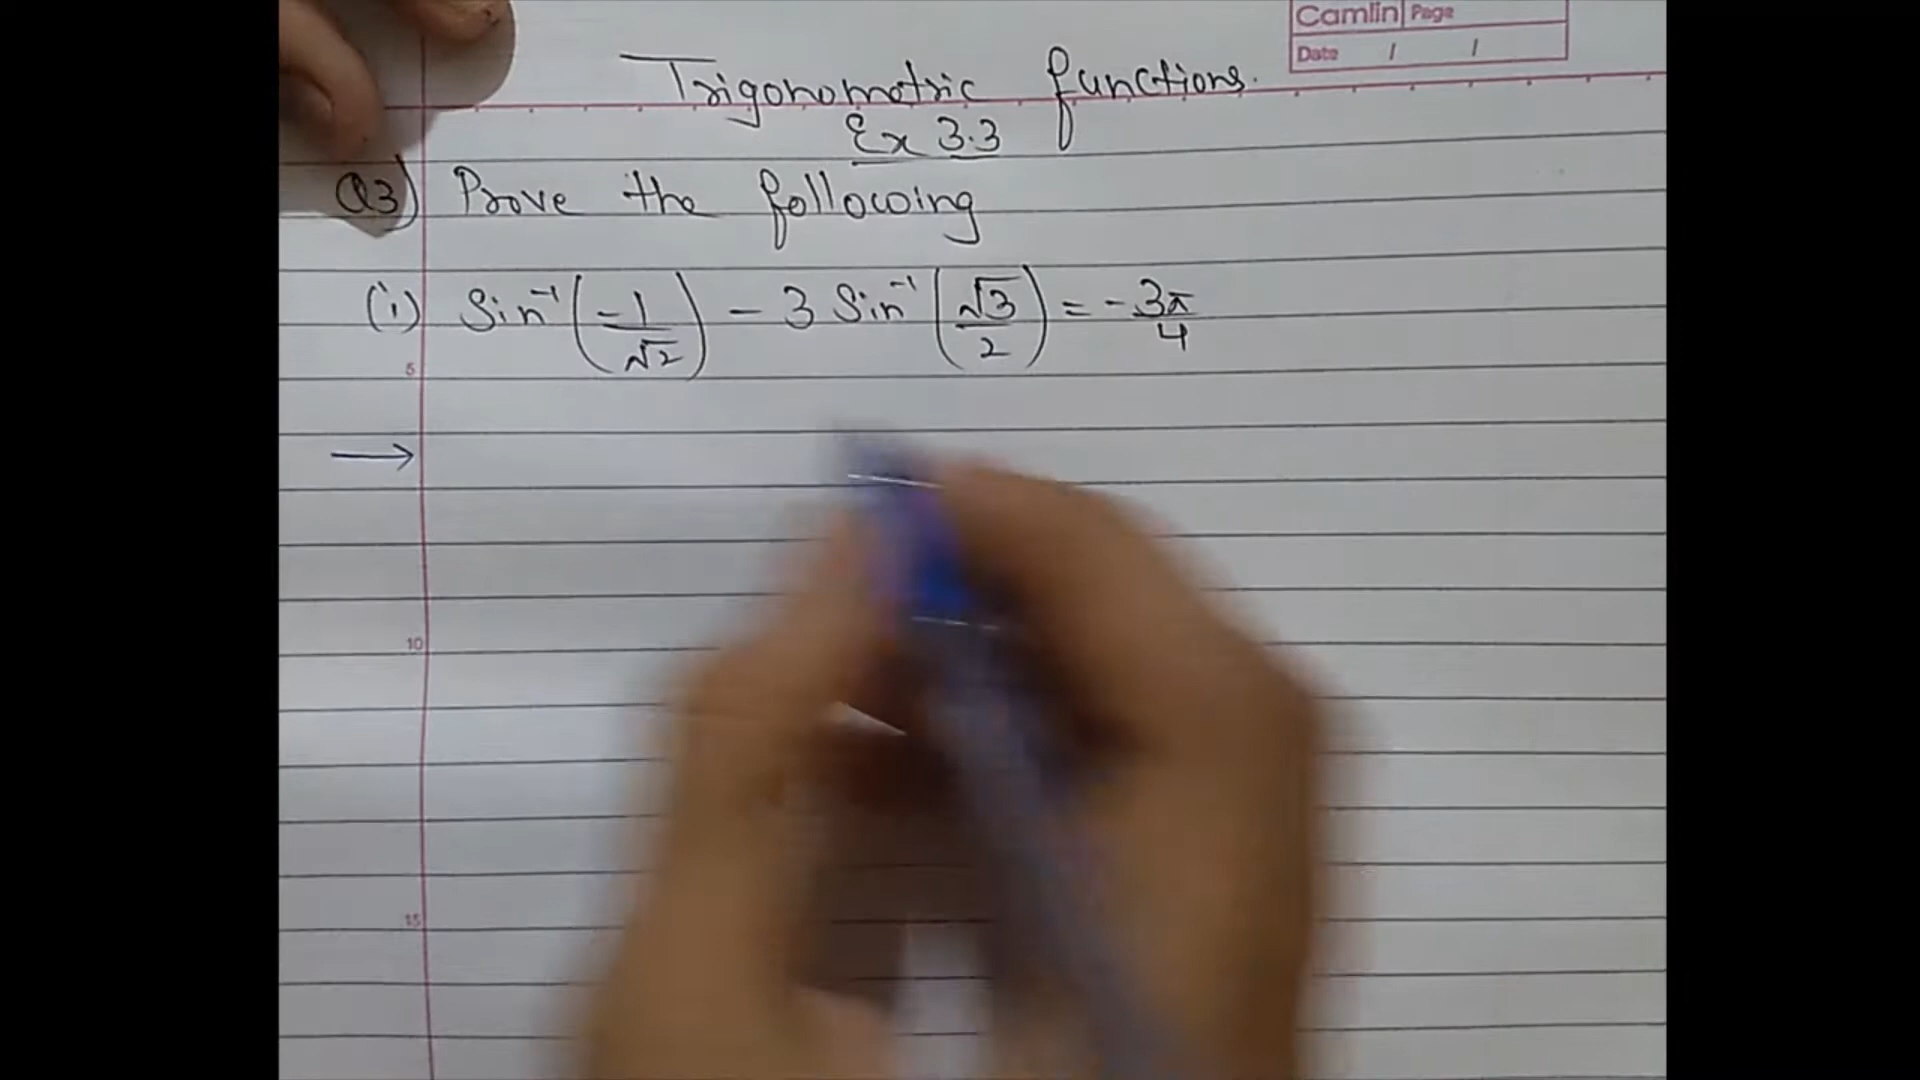 Camlin Page
Date / /
Trigonometric functions.
Ex 3.3
Q3) Prove the following
(i) Sin⁻¹(-1/√2) - 3 Sin⁻¹(√3/2) = -3π/4
5
→
10
15